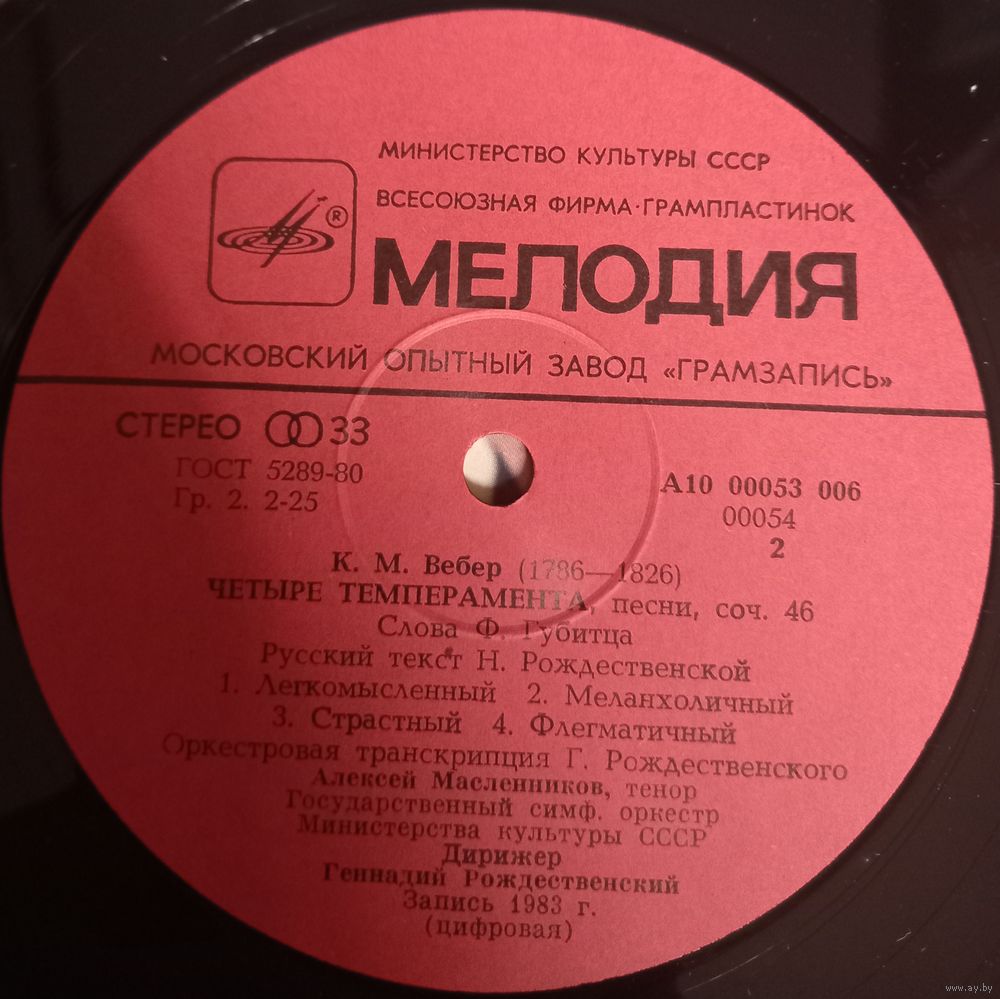 МИНИСТЕРСТВО КУЛЬТУРЫ СССР
ВСЕСОЮЗНАЯ ФИРМА·ГРАМПЛАСТИНОК
®
МЕЛОДИЯ
МОСКОВСКИЙ ОПЫТНЫЙ ЗАВОД «ГРАМЗАПИСЬ»
СТЕРЕО 33
ГОСТ 5289-80
Гр. 2. 2-25
А10 00053 006
00054
2
К. М. Вебер (1786—1826)
ЧЕТЫРЕ ТЕМПЕРАМЕНТА, песни, соч. 46
Слова Ф. Губитца
Русский текст Н. Рождественской
1. Легкомысленный 2. Меланхоличный
3. Страстный 4. Флегматичный
Оркестровая транскрипция Г. Рождественского
Алексей Масленников, тенор
Государственный симф. оркестр
Министерства культуры СССР
Дирижер
Геннадий Рождественский
Запись 1983 г.
(цифровая)
www.ay.by